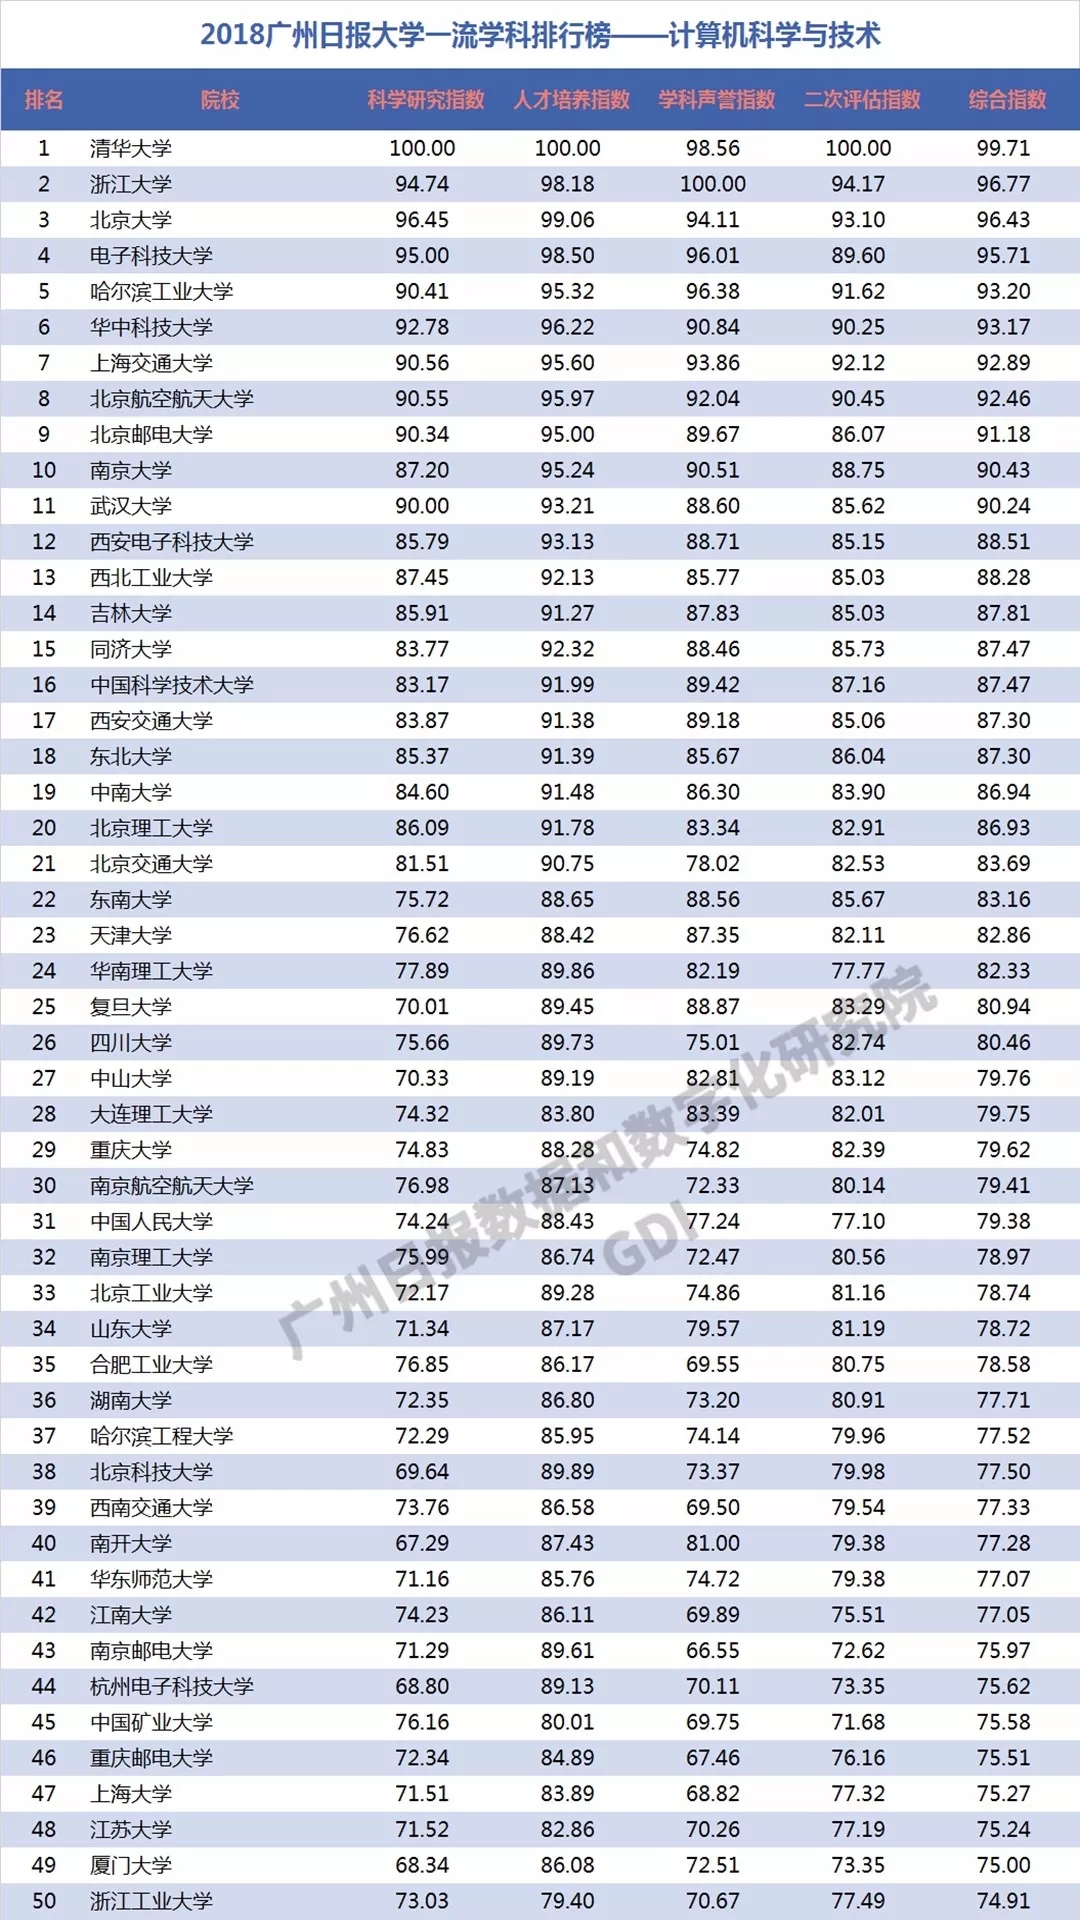 2018广州日报大学一流学科排行榜——计算机科学与技术
排名 院校 科学研究指数 人才培养指数 学科声誉指数 二次评估指数 综合指数
1 清华大学 100.00 100.00 98.56 100.00 99.71
2 浙江大学 94.74 98.18 100.00 94.17 96.77
3 北京大学 96.45 99.06 94.11 93.10 96.43
4 电子科技大学 95.00 98.50 96.01 89.60 95.71
5 哈尔滨工业大学 90.41 95.32 96.38 91.62 93.20
6 华中科技大学 92.78 96.22 90.84 90.25 93.17
7 上海交通大学 90.56 95.60 93.86 92.12 92.89
8 北京航空航天大学 90.55 95.97 92.04 90.45 92.46
9 北京邮电大学 90.34 95.00 89.67 86.07 91.18
10 南京大学 87.20 95.24 90.51 88.75 90.43
11 武汉大学 90.00 93.21 88.60 85.62 90.24
12 西安电子科技大学 85.79 93.13 88.71 85.15 88.51
13 西北工业大学 87.45 92.13 85.77 85.03 88.28
14 吉林大学 85.91 91.27 87.83 85.03 87.81
15 同济大学 83.77 92.32 88.46 85.73 87.47
16 中国科学技术大学 83.17 91.99 89.42 87.16 87.47
17 西安交通大学 83.87 91.38 89.18 85.06 87.30
18 东北大学 85.37 91.39 85.67 86.04 87.30
19 中南大学 84.60 91.48 86.30 83.90 86.94
20 北京理工大学 86.09 91.78 83.34 82.91 86.93
21 北京交通大学 81.51 90.75 78.02 82.53 83.69
22 东南大学 75.72 88.65 88.56 85.67 83.16
23 天津大学 76.62 88.42 87.35 82.11 82.86
24 华南理工大学 77.89 89.86 82.19 77.77 82.33
25 复旦大学 70.01 89.45 88.87 83.29 80.94
26 四川大学 75.66 89.73 75.01 82.74 80.46
27 中山大学 70.33 89.19 82.81 83.12 79.76
28 大连理工大学 74.32 83.80 83.39 82.01 79.75
29 重庆大学 74.83 88.28 74.82 82.39 79.62
30 南京航空航天大学 76.98 87.13 72.33 80.14 79.41
31 中国人民大学 74.24 88.43 77.24 77.10 79.38
32 南京理工大学 75.99 86.74 72.47 80.56 78.97
33 北京工业大学 72.17 89.28 74.86 81.16 78.74
34 山东大学 71.34 87.17 79.57 81.19 78.72
35 合肥工业大学 76.85 86.17 69.55 80.75 78.58
36 湖南大学 72.35 86.80 73.20 80.91 77.71
37 哈尔滨工程大学 72.29 85.95 74.14 79.96 77.52
38 北京科技大学 69.64 89.89 73.37 79.98 77.50
39 西南交通大学 73.76 86.58 69.50 79.54 77.33
40 南开大学 67.29 87.43 81.00 79.38 77.28
41 华东师范大学 71.16 85.76 74.72 79.38 77.07
42 江南大学 74.23 86.11 69.89 75.51 77.05
43 南京邮电大学 71.29 89.61 66.55 72.62 75.97
44 杭州电子科技大学 68.80 89.13 70.11 73.35 75.62
45 中国矿业大学 76.16 80.01 69.75 71.68 75.58
46 重庆邮电大学 72.34 84.89 67.46 76.16 75.51
47 上海大学 71.51 83.89 68.82 77.32 75.27
48 江苏大学 71.52 82.86 70.26 77.19 75.24
49 厦门大学 68.34 86.08 72.51 73.35 75.00
50 浙江工业大学 73.03 79.40 70.67 77.49 74.91
广州日报数据和数字化研究院
GDI